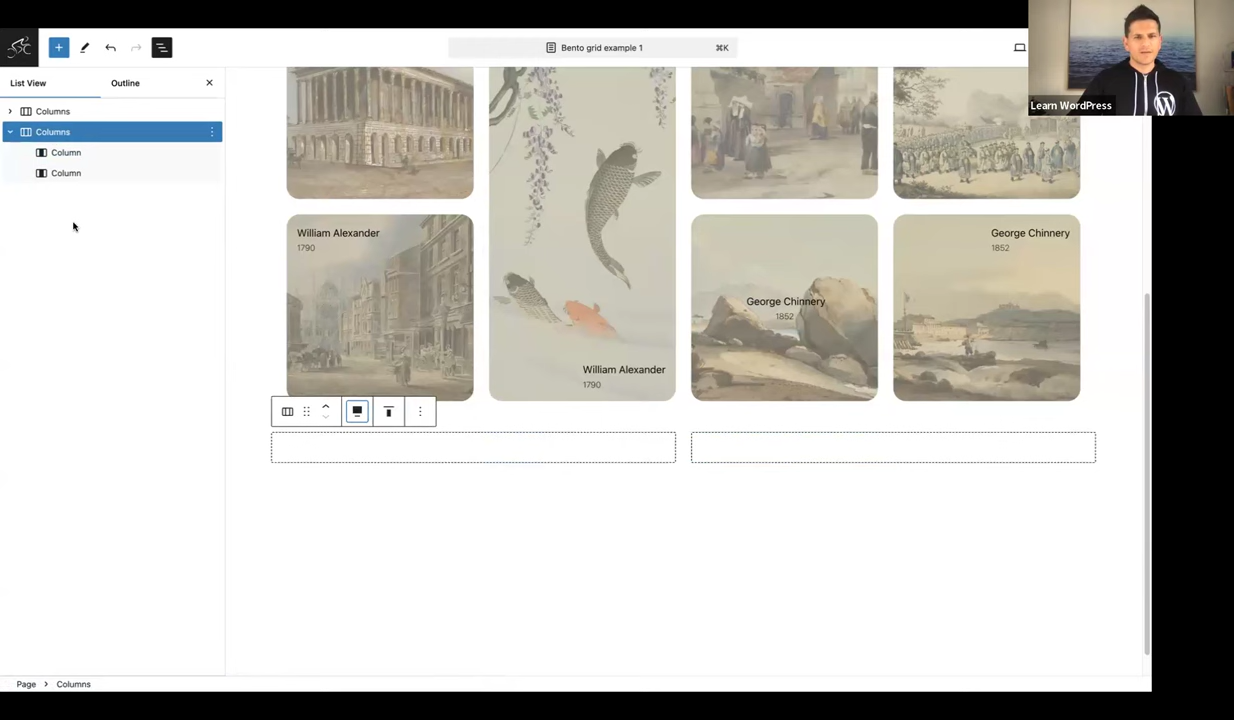 Bento grid example 1 ⌘K
Learn WordPress
List View Outline
Columns
Columns
Column
Column
William Alexander
1790
George Chinnery
1852
George Chinnery
1852
William Alexander
1790
Page > Columns